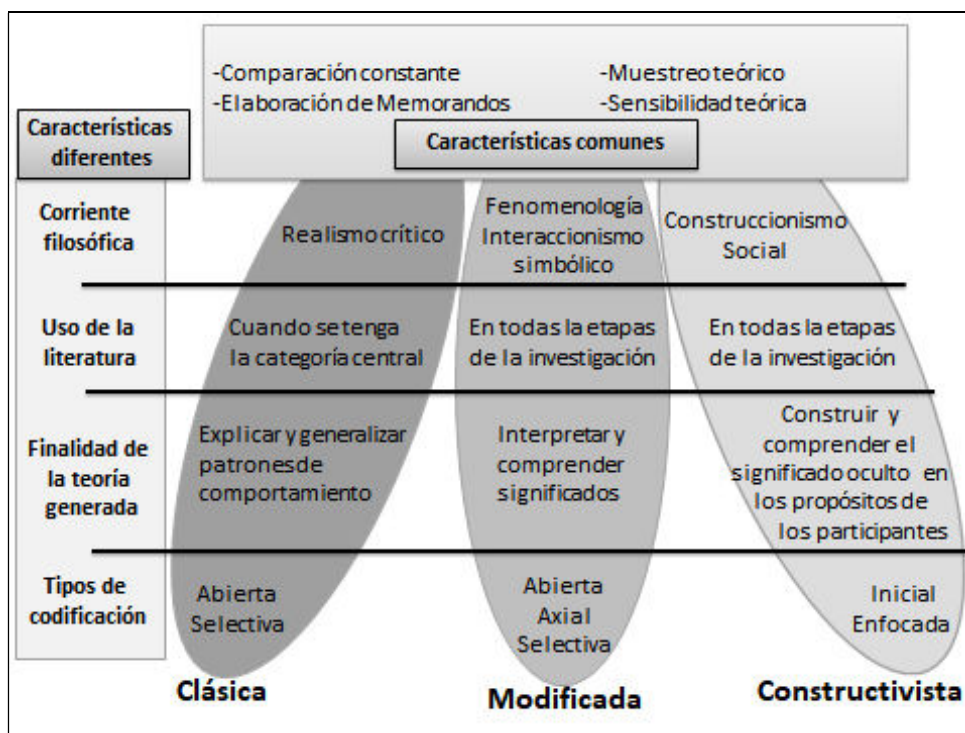 -Comparación constante
-Elaboración de Memorandos
-Muestreo teórico
-Sensibilidad teórica
Características comunes
Características
diferentes
Corriente
filosófica
Realismo crítico
Fenomenología
Interaccionismo
simbólico
Construccionismo
Social
Uso de la
literatura
Cuando se tenga
la categoría central
En todas la etapas
de la investigación
En todas la etapas
de la investigación
Finalidad de
la teoría
generada
Explicar y generalizar
patrones de
comportamiento
Interpretar y
comprender
significados
Construir y
comprender el
significado oculto en
los propósitos de
los participantes
Tipos de
codificación
Abierta
Selectiva
Abierta
Axial
Selectiva
Inicial
Enfocada
Clásica
Modificada
Constructivista